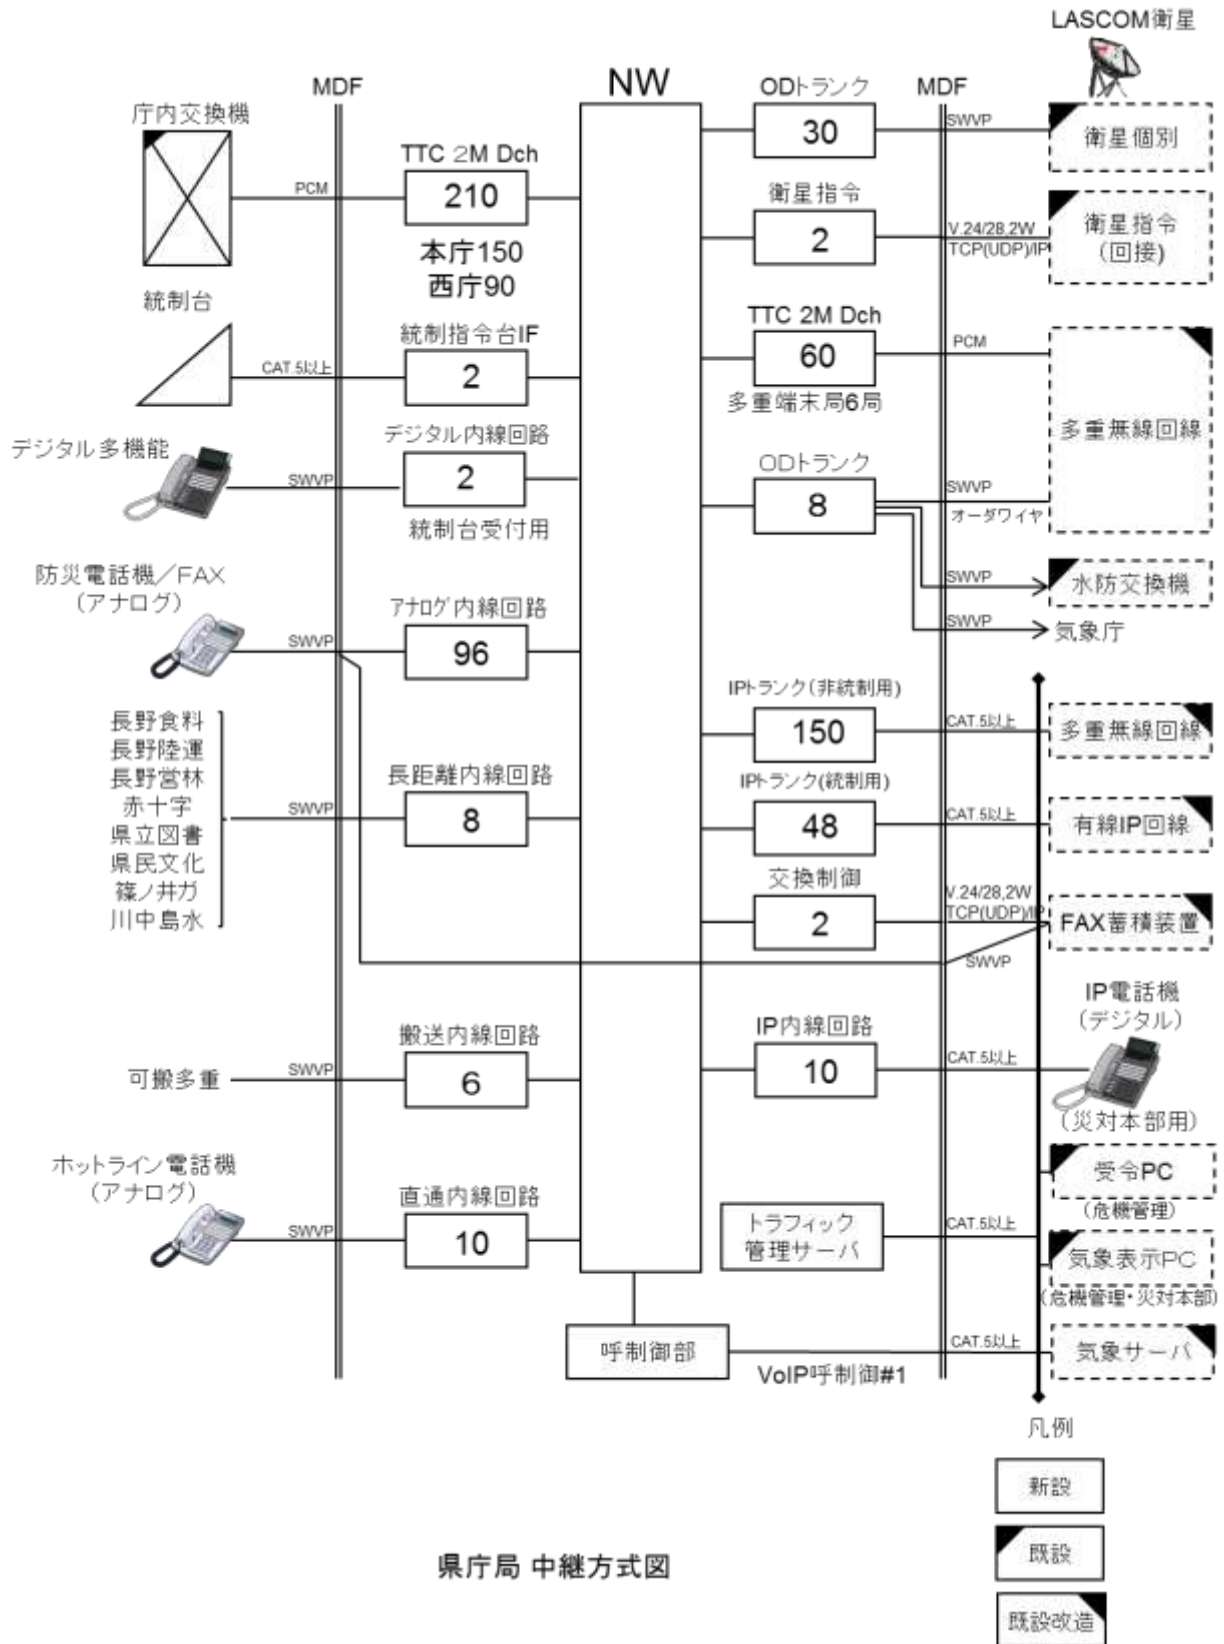 LASCOM衛星
MDF
NW
ODトランク
MDF
庁内交換機
30
SWVP
衛星個別
TTC 2M Dch
PCM
210
衛星指令
2
V.24/28,2W
TCP(UDP)/IP
衛星指令
(回接)
本庁150
西庁90
統制台
統制指令台IF
CAT.5以上
2
TTC 2M Dch
60
PCM
多重端末局6局
多重無線回線
デジタル多機能
デジタル内線回路
SWVP
2
統制台受付用
ODトランク
8
SWVP
オーダワイヤ
防災電話機/FAX
(アナログ)
アナログ内線回路
SWVP
96
SWVP
水防交換機
SWVP
気象庁
IPトランク(非統制用)
150
CAT.5以上
多重無線回線
長野食料
長野陸運
長野営林
赤十字
県立図書
県民文化
篠ノ井ガ
川中島水
長距離内線回路
SWVP
8
IPトランク(統制用)
48
CAT.5以上
有線IP回線
交換制御
2
V.24/28,2W
TCP(UDP)/IP
FAX蓄積装置
SWVP
IP電話機
(デジタル)
搬送内線回路
可搬多重
SWVP
6
IP内線回路
10
CAT.5以上
(災対本部用)
ホットライン電話機
(アナログ)
直通内線回路
SWVP
10
受令PC
(危機管理)
トラフィック
管理サーバ
CAT.5以上
気象表示PC
(危機管理・災対本部)
呼制御部
VoIP呼制御#1
CAT.5以上
気象サーバ
凡例
新設
既設
既設改造
県庁局 中継方式図